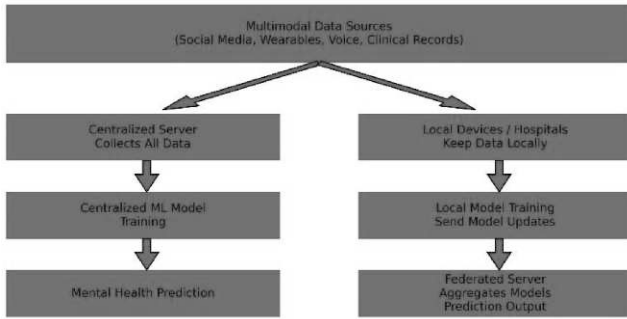 Multimodal Data Sources
(Social Media, Wearables, Voice, Clinical Records)
Centralized Server
Collects All Data
Local Devices / Hospitals
Keep Data Locally
Centralized ML Model
Training
Local Model Training
Send Model Updates
Mental Health Prediction
Federated Server
Aggregates Models
Prediction Output